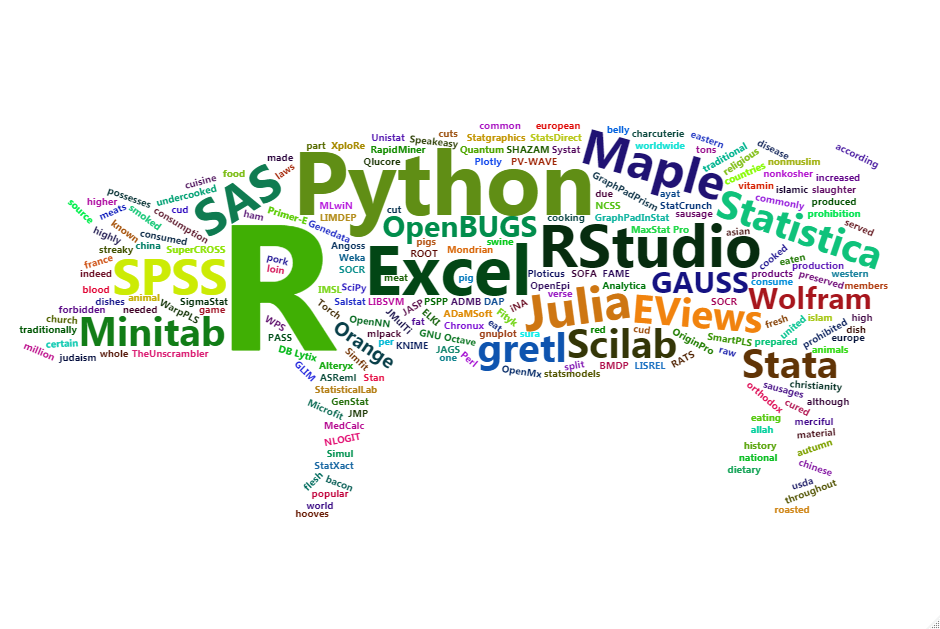 common
european
cuts
Unistat
Speakeasy
Statgraphics
StatsDirect
belly
charcuterie
eastern
part
XploRe
RapidMiner
Quantum
SHAZAM
Systat
worldwide
tons
traditional
disease
according
made
laws
Qlucore
Plotly
PV-WAVE
Maple
religious
nonmuslim
food
cuisine
undercooked
SAS
Python
GraphPadPrism
countries
nonkosher
increased
possesses
higher
meats
smoked
cud
consumption
ham
Primer-E
MLwiN
LIMDEP
cut
due
NCSS
ayat
StatCrunch
vitamin
islamic
slaughter
source
known
consumed
Genedata
OpenBUGS
cooking
sausage
GraphPadInStat
commonly
produced
prohibition
highly
china
streaky
SuperCROSS
R
Angoss
pigs
swine
MaxStat Pro
asian
Statistica
served
france
indeed
SPSS
pork
loin
Weka
SOCR
ROOT
Mondrian
RStudio
cooked
eaten
production
western
blood
animal
meat
Excel
pig
Ploticus
SOFA
FAME
GAUSS
products
consume
preserved
members
dishes
forbidden
needed
WarpPLS
SigmaStat
game
IMSL
SciPy
Salstat
LIBSVM
JASP
PSPP
ADMB
DAP
iNA
OpenEpi
verse
Analytica
SOCR
Wolfram
church
traditionally
certain
Minitab
WPS
Torch
OpenNN
JMulTi
ELKI
ADaMSoft
Fityk
Julia
EViews
fresh
united
islam
high
dish
europe
million
judaism
whole
TheUnscrambler
PASS
Orange
mlpack
fat
Chronux
eat
sura
red
cud
OriginPro
SmartPLS
prepared
prohibited
animals
DB Lytix
Simfit
per
KNIME
GNU Octave
gnuplot
gretl
Scilab
RATS
raw
GLIM
Alteryx
ASReml
Stan
JAGS
one
Perl
OpenMx
split
statsmodels
BMDP
LISREL
Stata
StatisticalLab
orthodox
sausages
christianity
Microfit
GenStat
JMP
cured
although
MedCalc
eating
allah
merciful
material
NLOGIT
history
autumn
Simul
national
StatXact
dietary
chinese
flesh
bacon
usda
popular
throughout
world
hooves
roasted